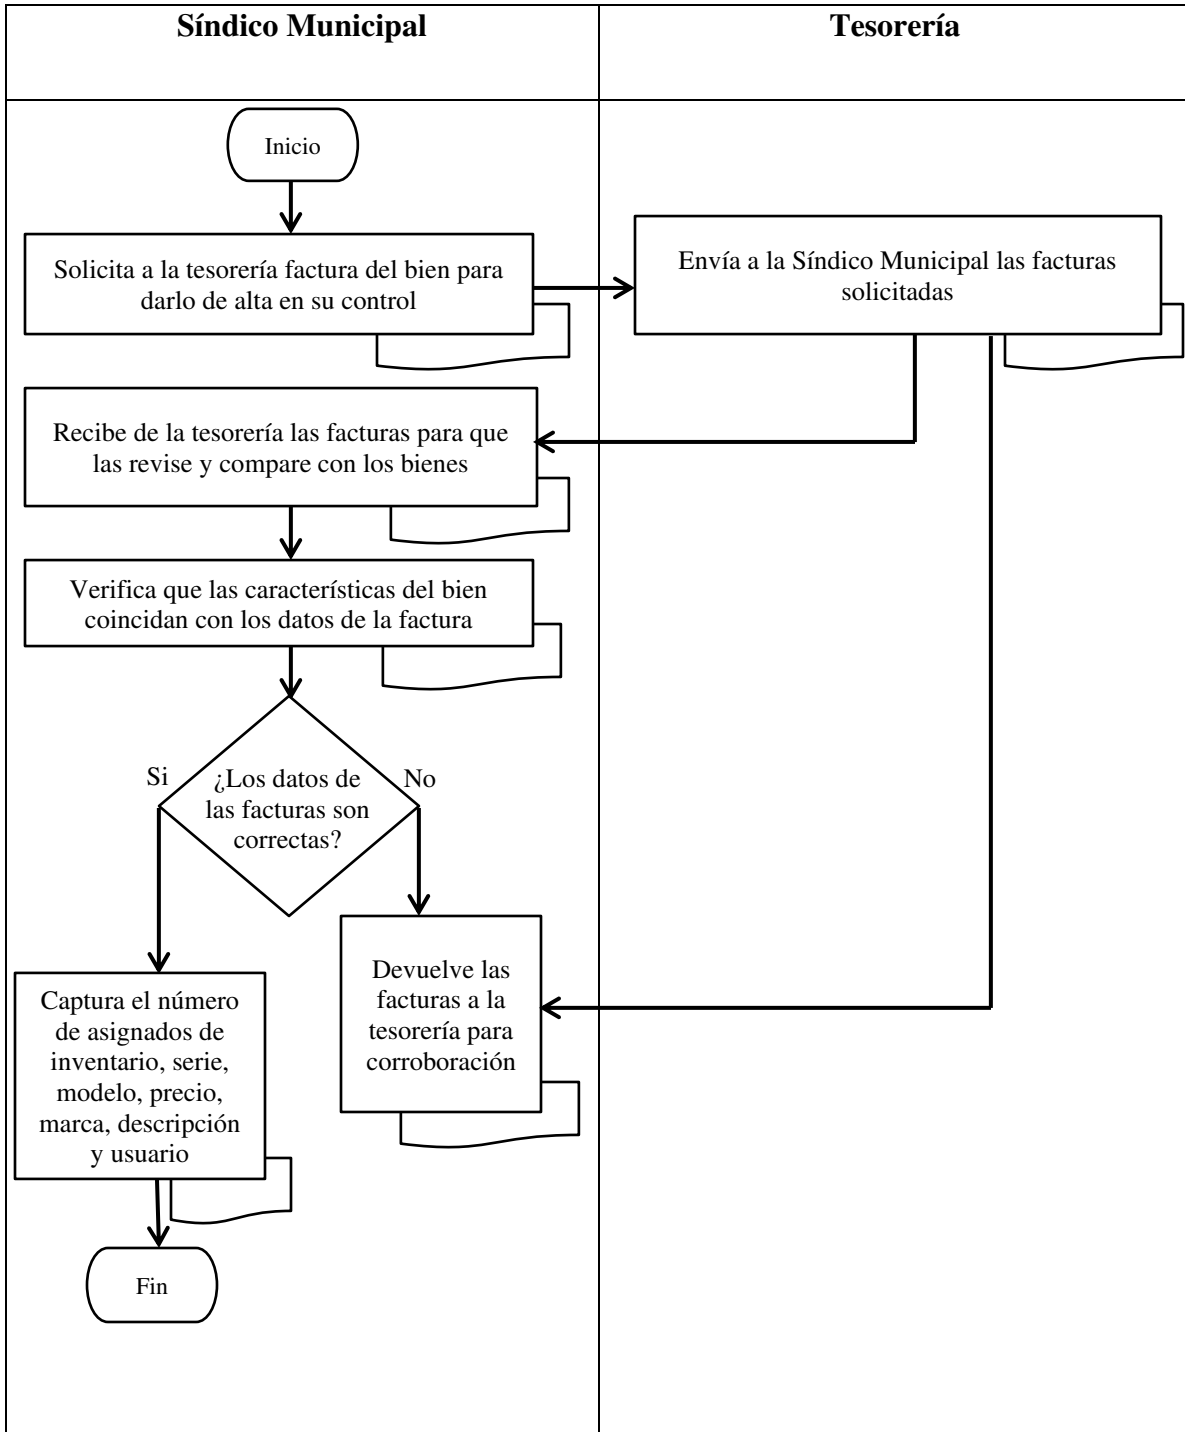 Síndico Municipal
Tesorería
Inicio
Solicita a la tesorería factura del bien para
darlo de alta en su control
Envía a la Síndico Municipal las facturas
solicitadas
Recibe de la tesorería las facturas para que
las revise y compare con los bienes
Verifica que las características del bien
coincidan con los datos de la factura
Si
¿Los datos de
las facturas son
correctas?
No
Devuelve las
facturas a la
tesorería para
corroboración
Captura el número
de asignados de
inventario, serie,
modelo, precio,
marca, descripción
y usuario
Fin